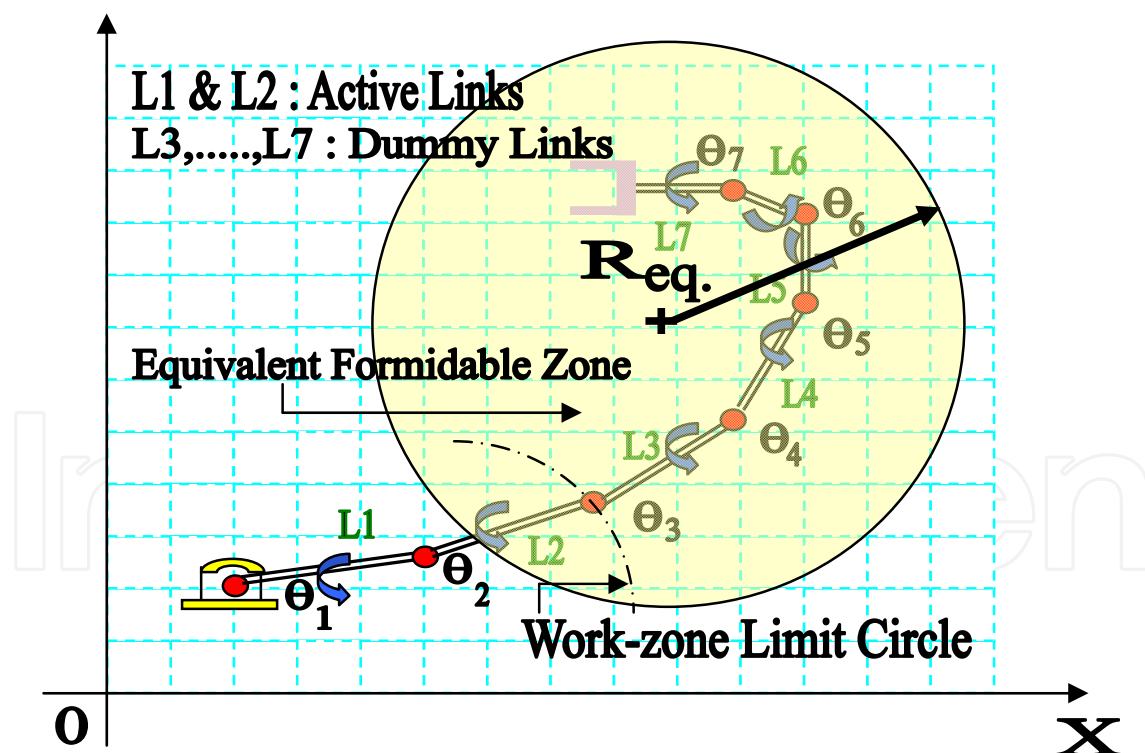 L1 & L2 : Active Links
L3,.....,L7 : Dummy Links
θ7
L6
θ6
L7
Req.
L5
θ5
Equivalent Formidable Zone
L4
L3
θ4
θ3
L1
L2
θ2
θ1
Work-zone Limit Circle
O
X